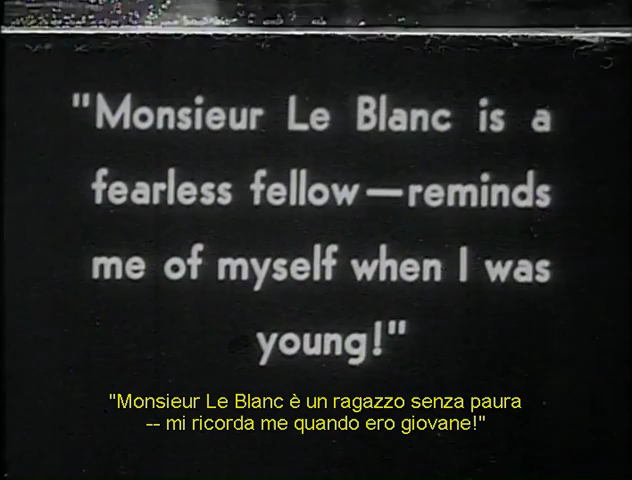 "Monsieur Le Blanc is a
fearless fellow—reminds
me of myself when I was
young!"
"Monsieur Le Blanc è un ragazzo senza paura
-- mi ricorda me quando ero giovane!"